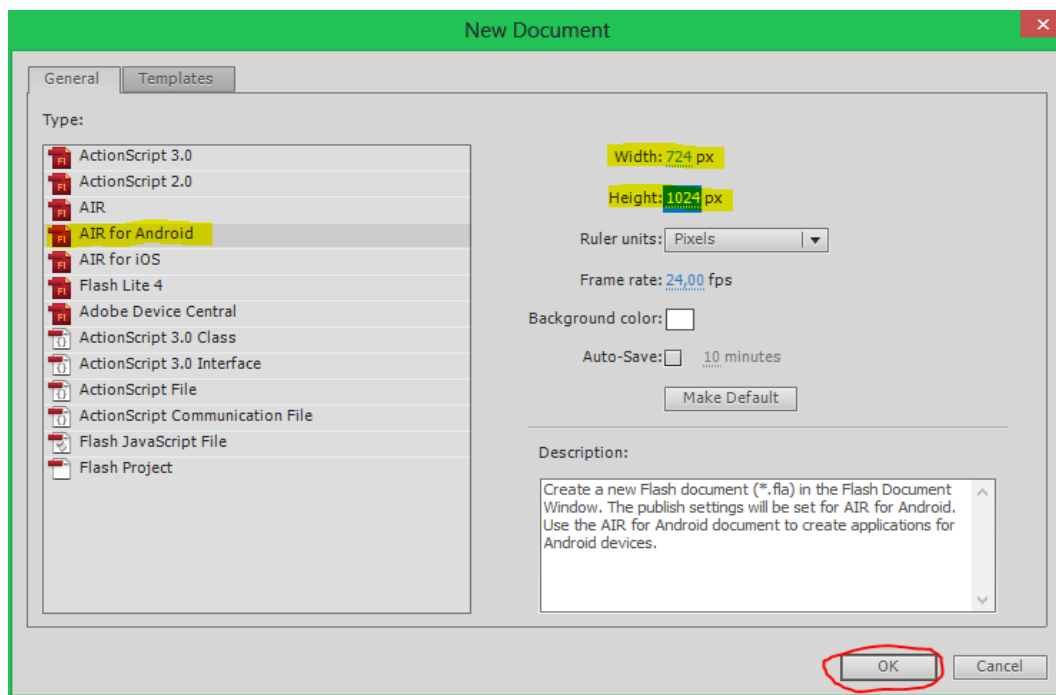 New Document
General
Templates
Type:
ActionScript 3.0
ActionScript 2.0
AIR
AIR for Android
AIR for iOS
Flash Lite 4
Adobe Device Central
ActionScript 3.0 Class
ActionScript 3.0 Interface
ActionScript File
ActionScript Communication File
Flash JavaScript File
Flash Project
Width: 724 px
Height: 1024 px
Ruler units: Pixels
Frame rate: 24,00 fps
Background color:
Auto-Save: 10 minutes
Make Default
Description:
Create a new Flash document (*.fla) in the Flash Document
Window. The publish settings will be set for AIR for Android.
Use the AIR for Android document to create applications for
Android devices.
OK
Cancel